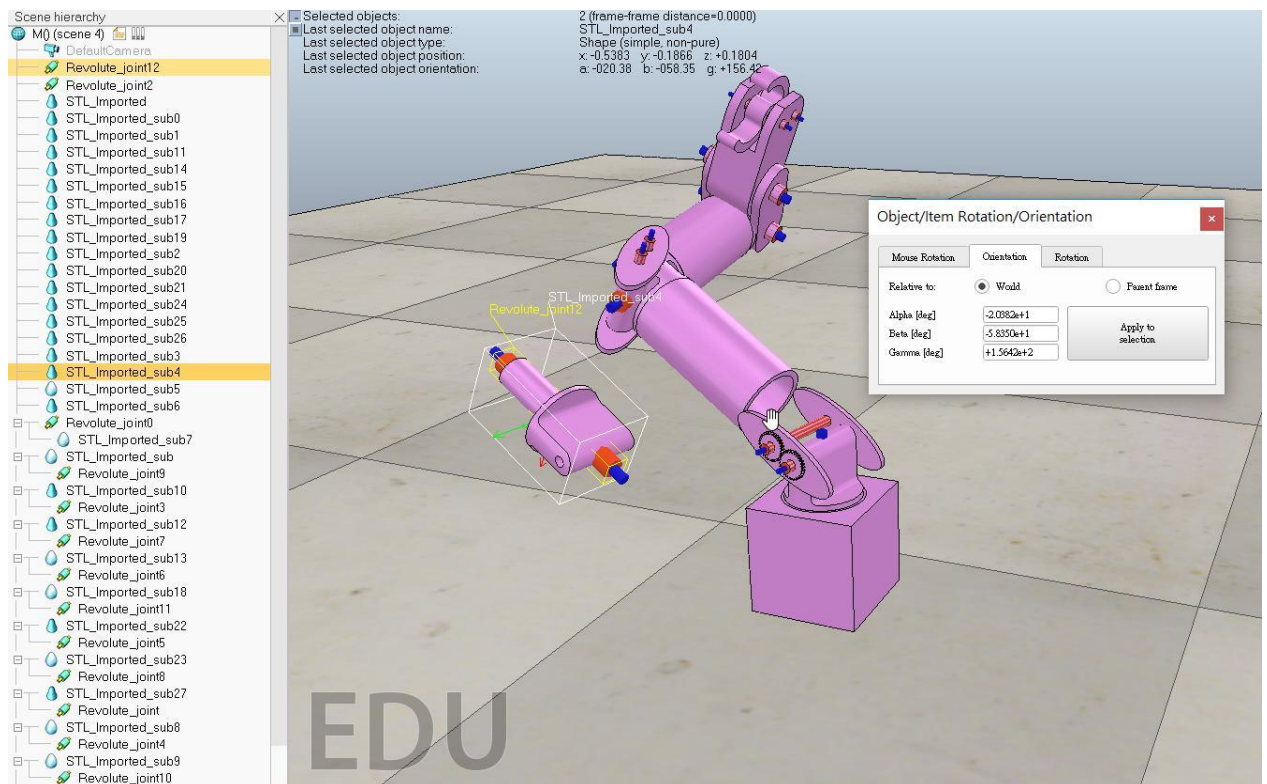 Scene hierarchy
M() (scene 4)
DefaultCamera
Revolute_joint12
Revolute_joint2
STL_Imported
STL_Imported_sub0
STL_Imported_sub1
STL_Imported_sub11
STL_Imported_sub14
STL_Imported_sub15
STL_Imported_sub16
STL_Imported_sub17
STL_Imported_sub19
STL_Imported_sub2
STL_Imported_sub20
STL_Imported_sub21
STL_Imported_sub24
STL_Imported_sub25
STL_Imported_sub26
STL_Imported_sub3
STL_Imported_sub4
STL_Imported_sub5
STL_Imported_sub6
Revolute_joint0
STL_Imported_sub7
STL_Imported_sub
Revolute_joint9
STL_Imported_sub10
Revolute_joint3
STL_Imported_sub12
Revolute_joint7
STL_Imported_sub13
Revolute_joint6
STL_Imported_sub18
Revolute_joint11
STL_Imported_sub22
Revolute_joint5
STL_Imported_sub23
Revolute_joint8
STL_Imported_sub27
Revolute_joint
STL_Imported_sub8
Revolute_joint4
STL_Imported_sub9
Revolute_joint10
Selected objects: 2 (frame-frame distance=0.0000)
Last selected object name: STL_Imported_sub4
Last selected object type: Shape (simple, non-pure)
Last selected object position: x: -0.5383 y: -0.1866 z: +0.1804
Last selected object orientation: a: -020.38 b: -058.35 g: +156.42
STL_Imported_sub4
Revolute_joint12
Object/Item Rotation/Orientation
Mouse Rotation Orientation Rotation
Relative to: World Parent frame
Alpha [deg] -2.0382e+1
Beta [deg] -5.8350e+1
Gamma [deg] +1.5642e+2
Apply to
selection
EDU